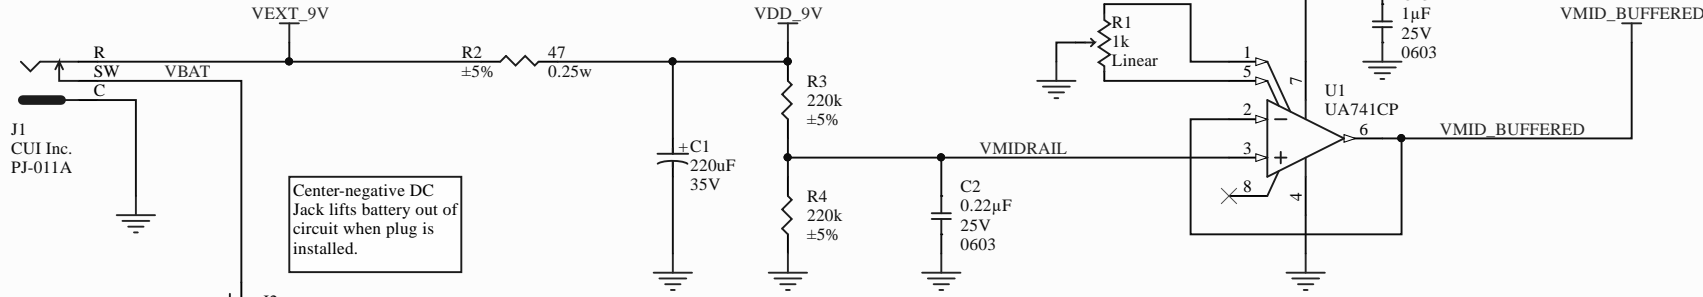 VEXT_9V
VDD_9V
VMID_BUFFERED
R
SW
VBAT
C
J1
CUI Inc.
PJ-011A
R2
±5%
47
0.25w
Center-negative DC
Jack lifts battery out of
circuit when plug is
installed.
+
C1
220uF
35V
R3
220k
±5%
R4
220k
±5%
VMIDRAIL
C2
0.22µF
25V
0603
R1
1k
Linear
1
5
2
3
8
7
4
6
U1
UA741CP
VMID_BUFFERED
1µF
25V
0603